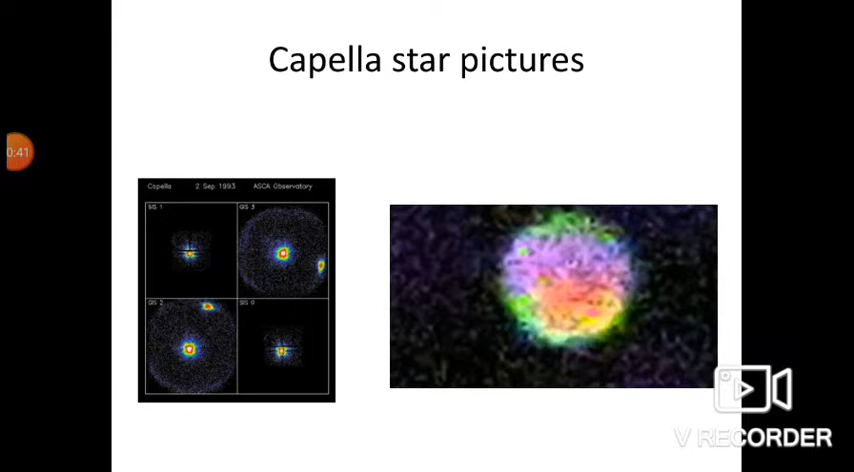 Capella star pictures
0:41
Capella 2 Sep. 1993 ASCA Observatory
SIS 1 GIS 3
GIS 2 SIS 0
V RECORDER